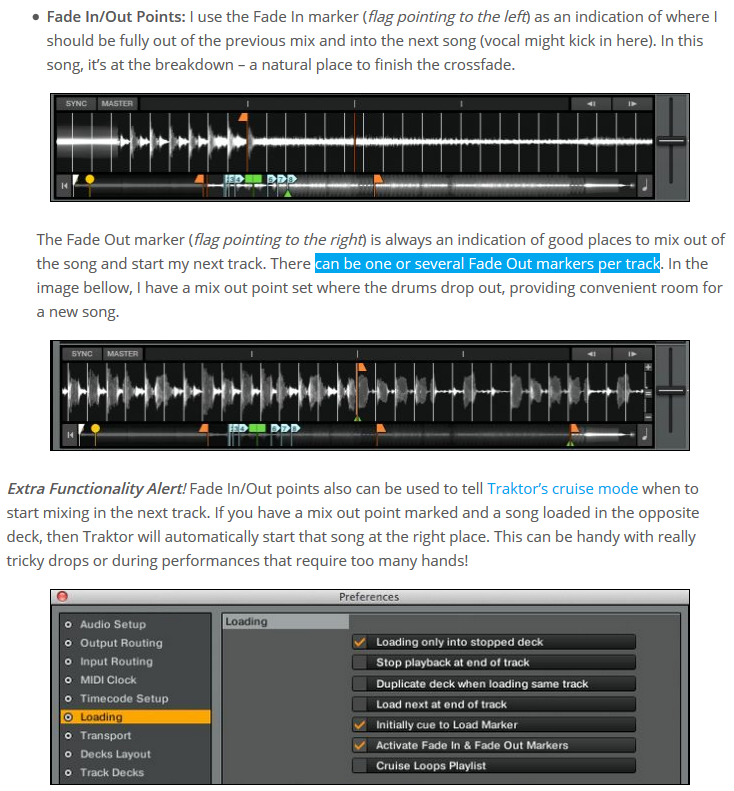 Fade In/Out Points: I use the Fade In marker (flag pointing to the left) as an indication of where I
should be fully out of the previous mix and into the next song (vocal might kick in here). In this
song, it's at the breakdown – a natural place to finish the crossfade.
SYNC MASTER
The Fade Out marker (flag pointing to the right) is always an indication of good places to mix out of
the song and start my next track. There can be one or several Fade Out markers per track. In the
image bellow, I have a mix out point set where the drums drop out, providing convenient room for
a new song.
SYNC MASTER
Extra Functionality Alert! Fade In/Out points also can be used to tell Traktor's cruise mode when to
start mixing in the next track. If you have a mix out point marked and a song loaded in the opposite
deck, then Traktor will automatically start that song at the right place. This can be handy with really
tricky drops or during performances that require too many hands!
Preferences
Audio Setup
Output Routing
Input Routing
MIDI Clock
Timecode Setup
Loading
Transport
Decks Layout
Track Decks
Loading
Loading only into stopped deck
Stop playback at end of track
Duplicate deck when loading same track
Load next at end of track
Initially cue to Load Marker
Activate Fade In & Fade Out Markers
Cruise Loops Playlist